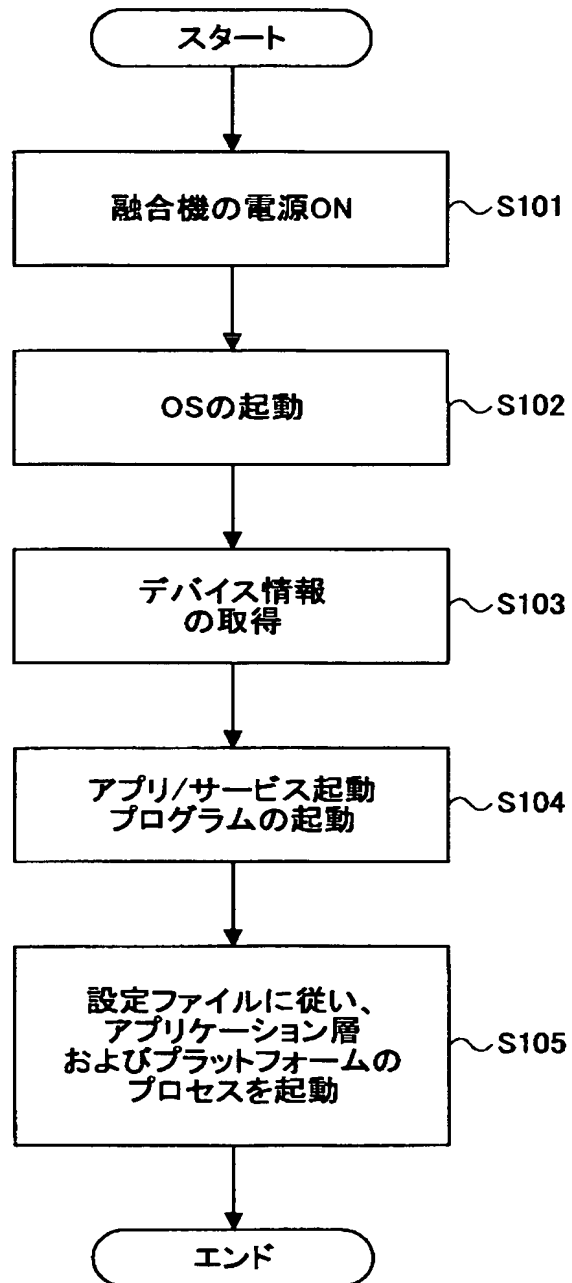 スタート
融合機の電源ON
S101
OSの起動
S102
デバイス情報
の取得
S103
アプリ/サービス起動
プログラムの起動
S104
設定ファイルに従い、
アプリケーション層
およびプラットフォームの
プロセスを起動
S105
エンド